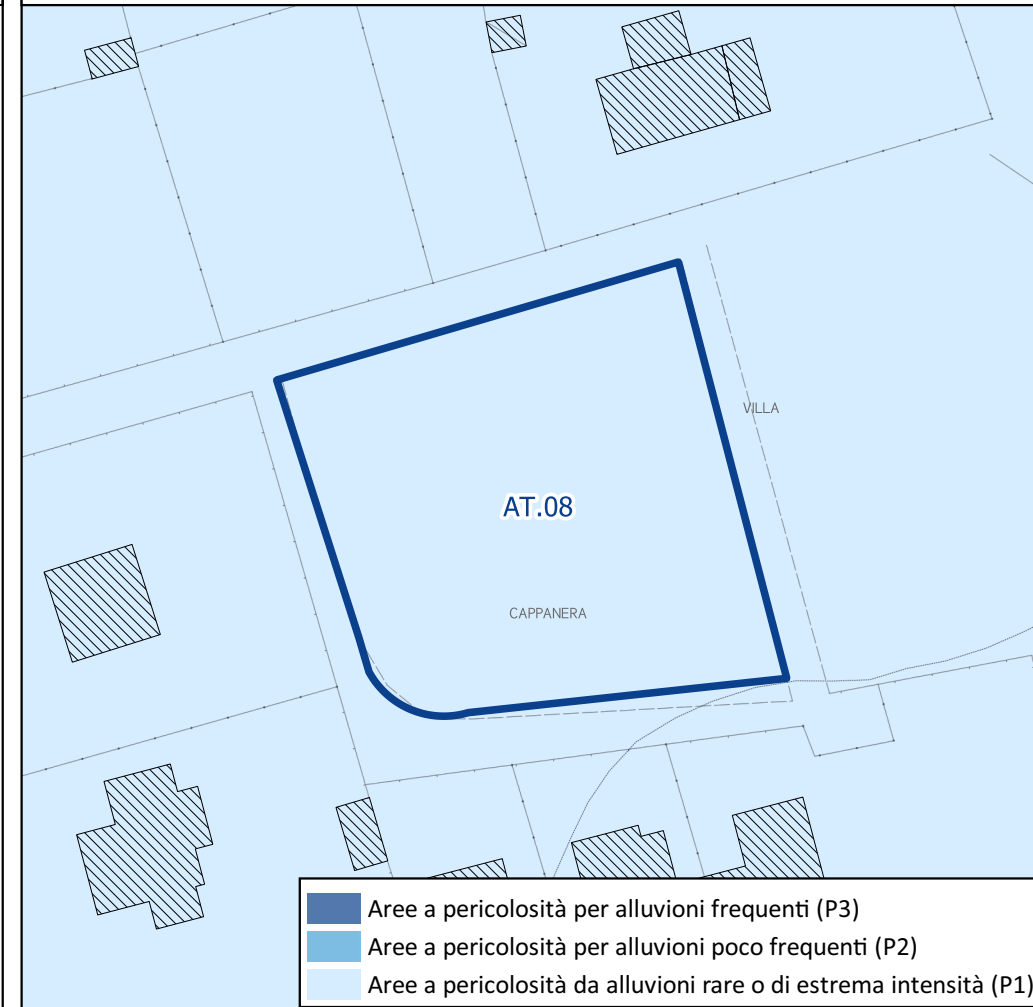 VILLA
AT.08
CAPPANERA
Aree a pericolosità per alluvioni frequenti (P3)
Aree a pericolosità per alluvioni poco frequenti (P2)
Aree a pericolosità da alluvioni rare o di estrema intensità (P1)